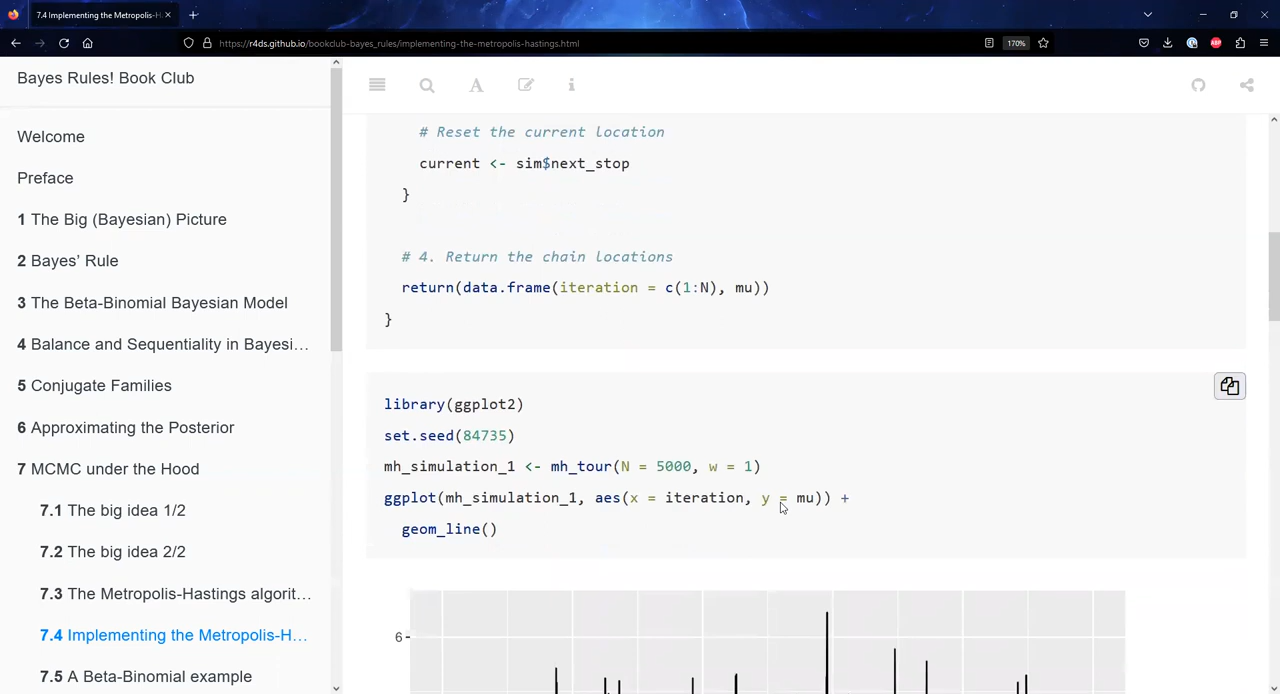 7.4 Implementing the Metropolis-H
https://r4ds.github.io/bookclub-bayes_rules/implementing-the-metropolis-hastings.html
170%
ABP
Bayes Rules! Book Club
Welcome
Preface
1 The Big (Bayesian) Picture
2 Bayes’ Rule
3 The Beta-Binomial Bayesian Model
4 Balance and Sequentiality in Bayesi…
5 Conjugate Families
6 Approximating the Posterior
7 MCMC under the Hood
7.1 The big idea 1/2
7.2 The big idea 2/2
7.3 The Metropolis-Hastings algorit…
7.4 Implementing the Metropolis-H…
7.5 A Beta-Binomial example
# Reset the current location
current <- sim$next_stop
}
# 4. Return the chain locations
return(data.frame(iteration = c(1:N), mu))
}
library(ggplot2)
set.seed(84735)
mh_simulation_1 <- mh_tour(N = 5000, w = 1)
ggplot(mh_simulation_1, aes(x = iteration, y = mu)) +
geom_line()
6